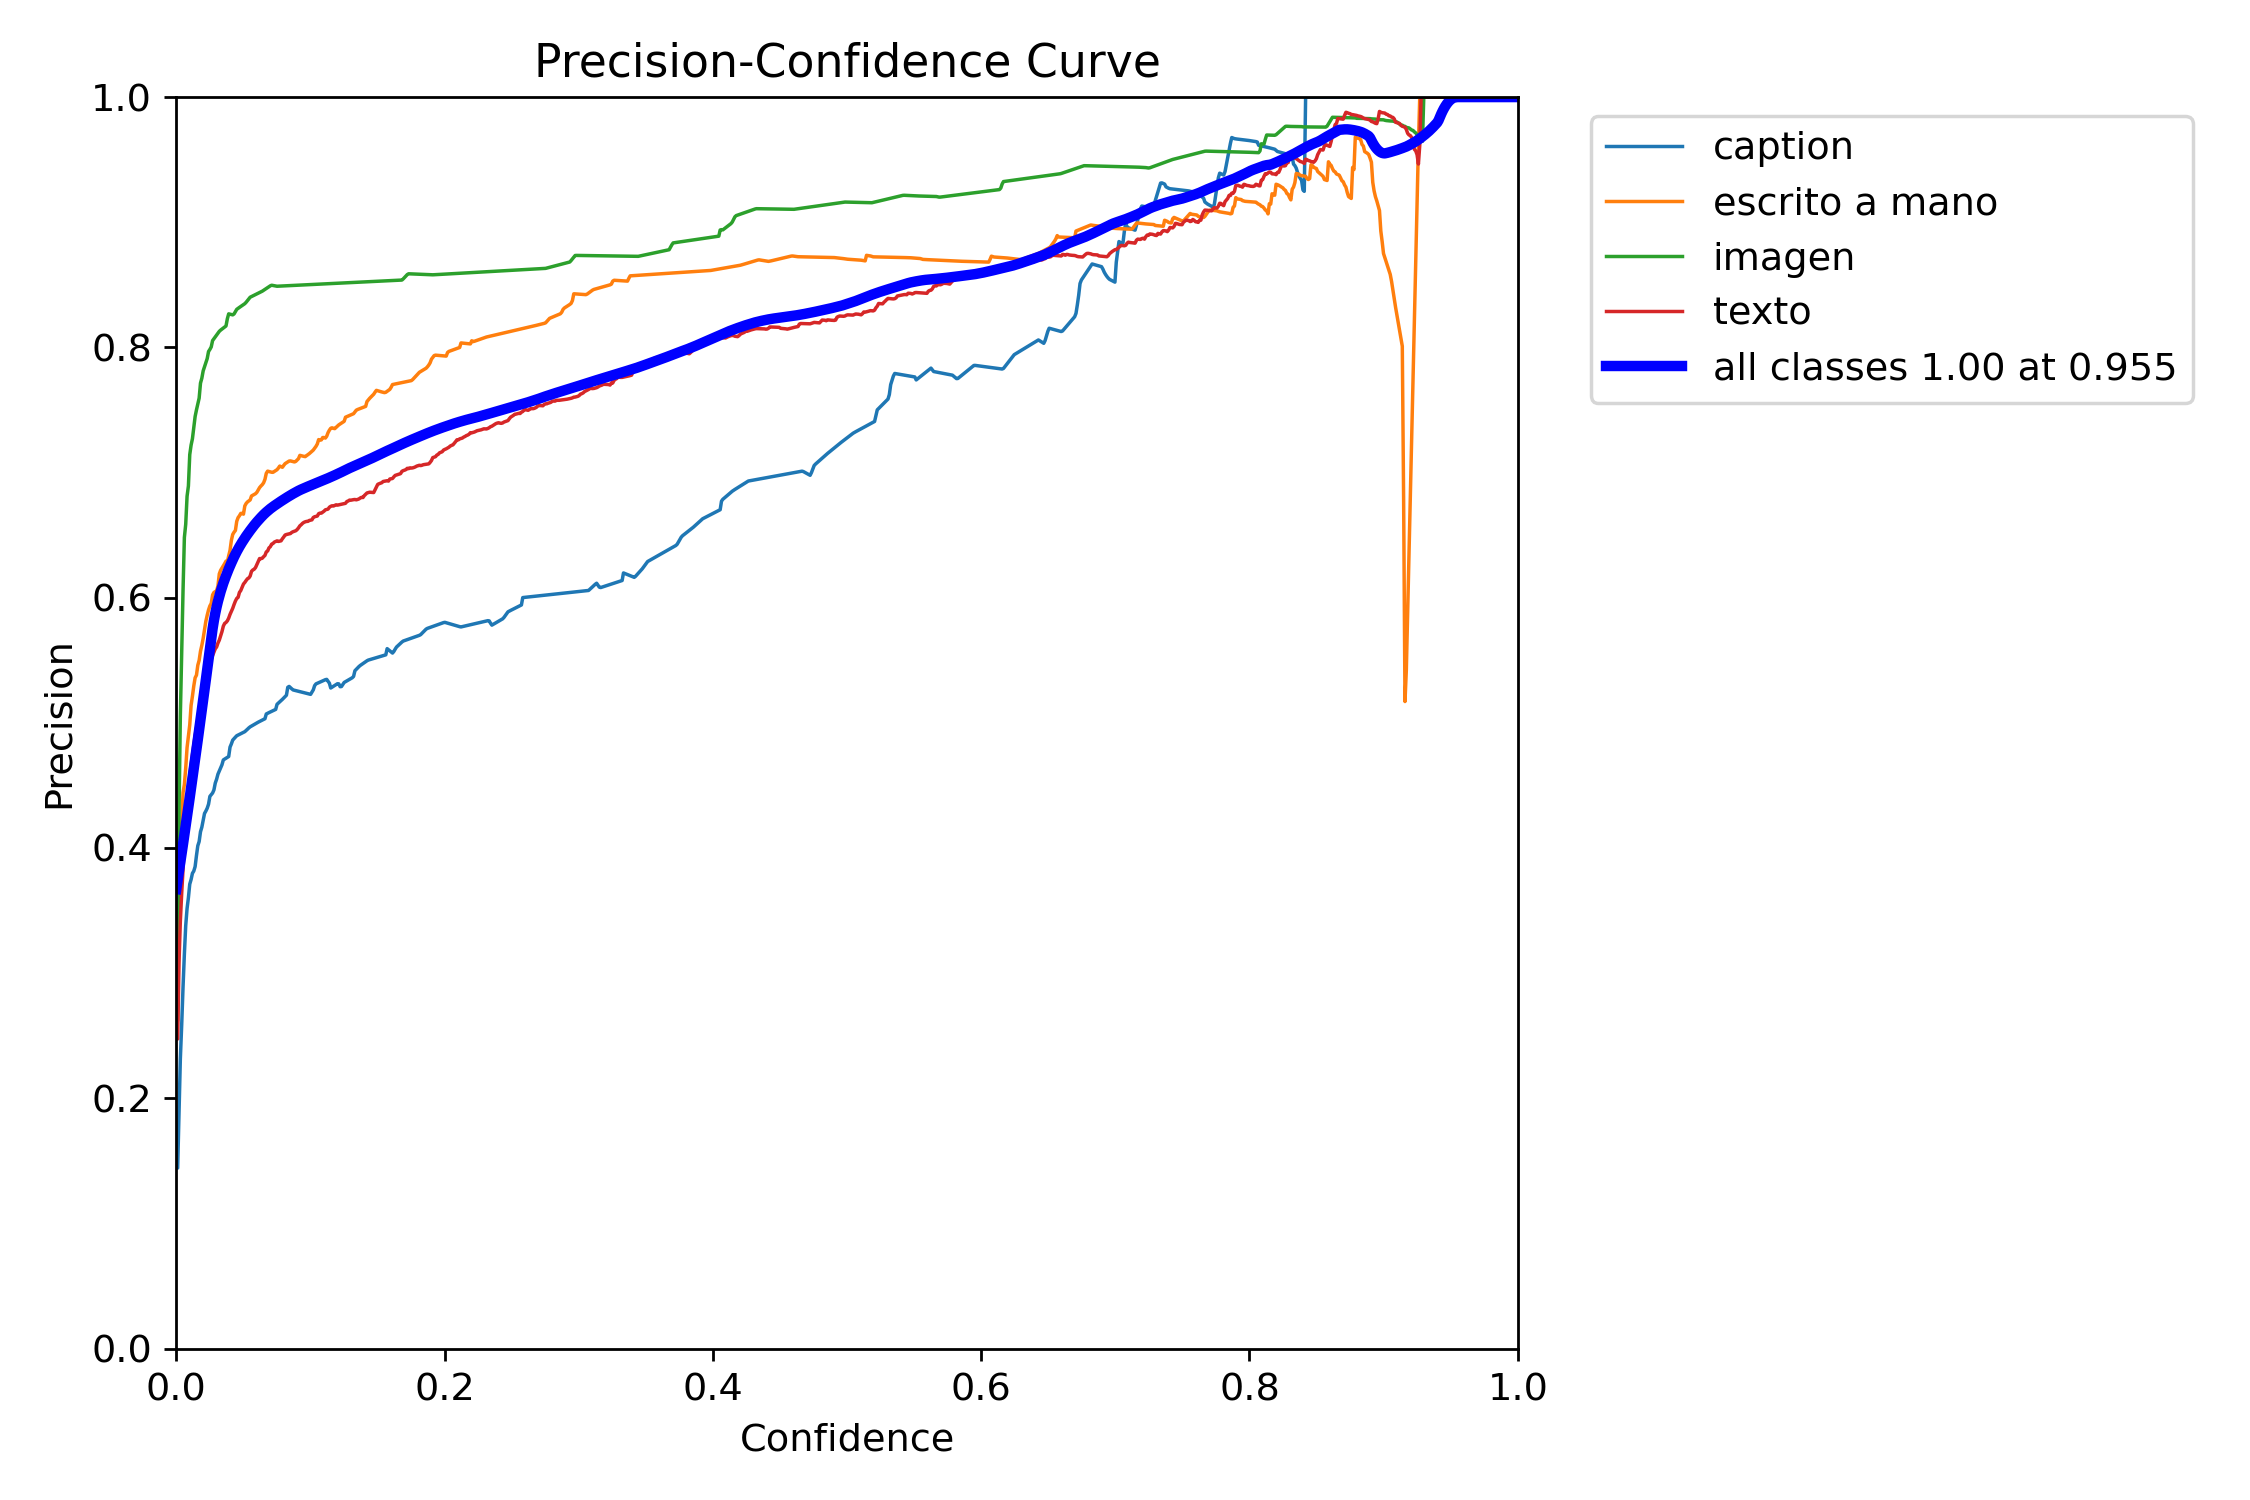 Precision-Confidence Curve
1.0
0.8
0.6
0.4
0.2
0.0
Precision
0.0 0.2 0.4 0.6 0.8 1.0
Confidence
caption
escrito a mano
imagen
texto
all classes 1.00 at 0.955